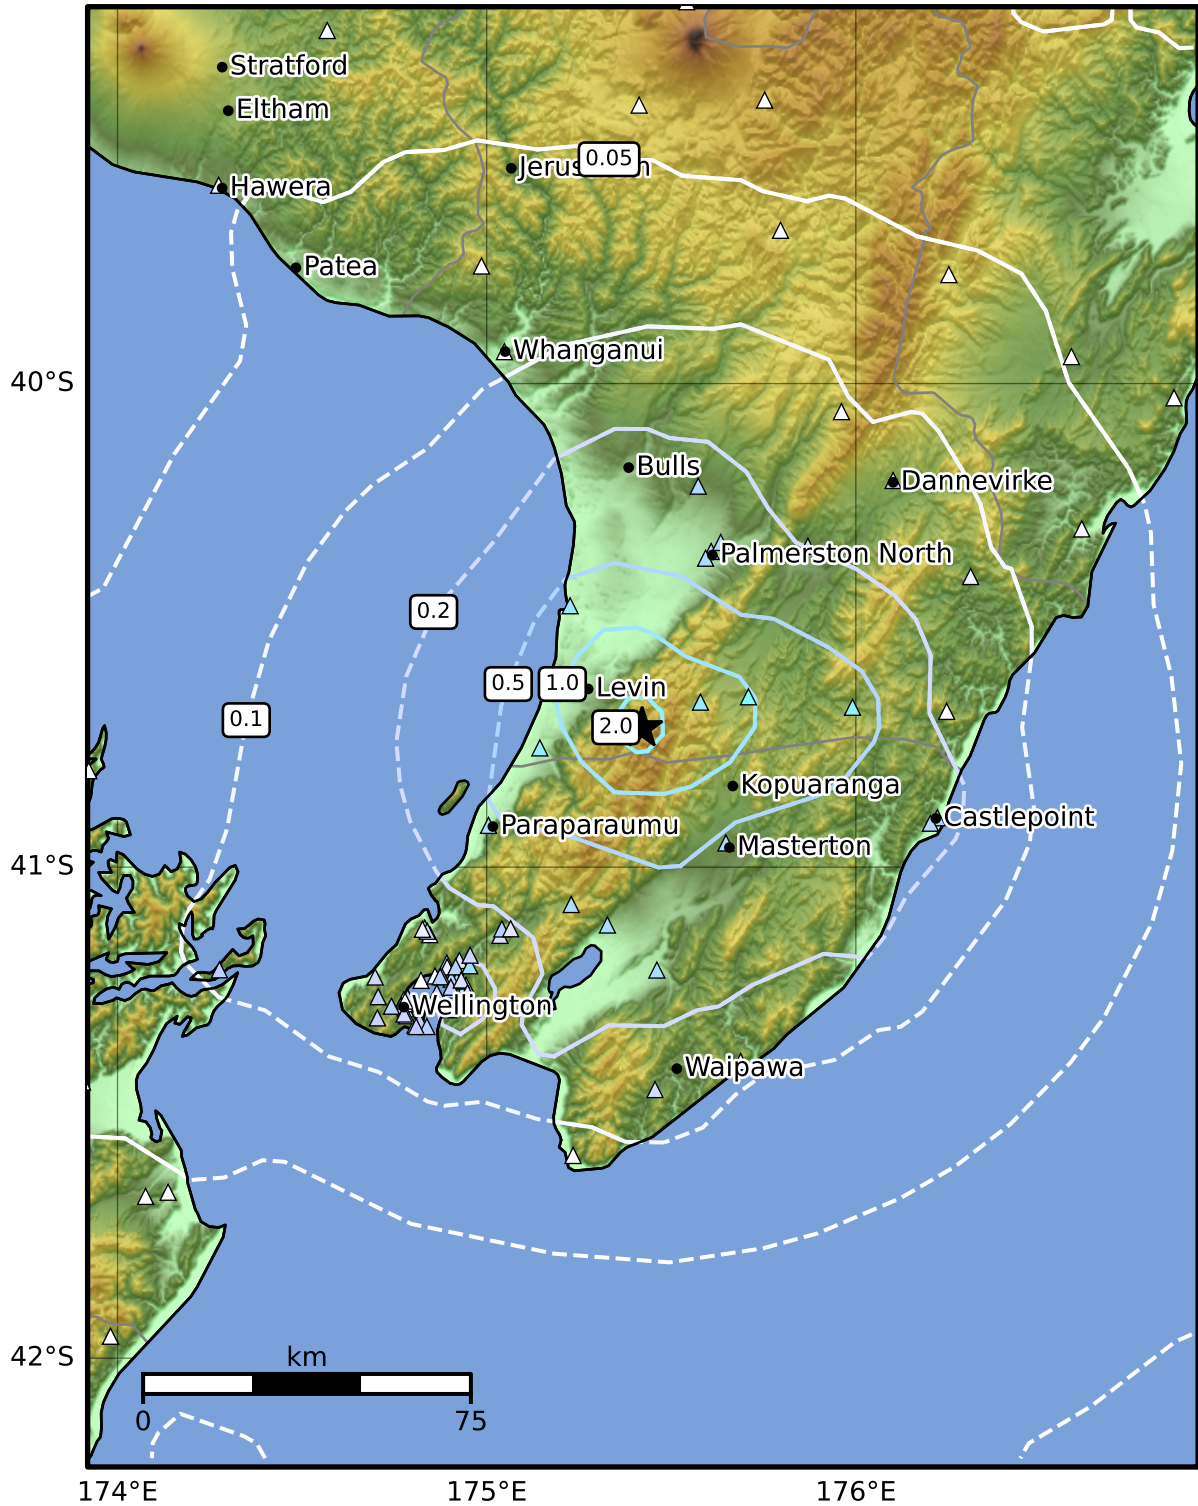 Stratford
Eltham
0.05
Hawera
Patea
Whanganui
40°S
Bulls
Dannevirke
Palmerston North
0.2
0.5
1.0
Levin
0.1
2.0
Kopuaranga
Castlepoint
Paraparaumu
Masterton
41°S
Wellington
Waipawa
42°S
km
0
75
174°E
175°E
176°E